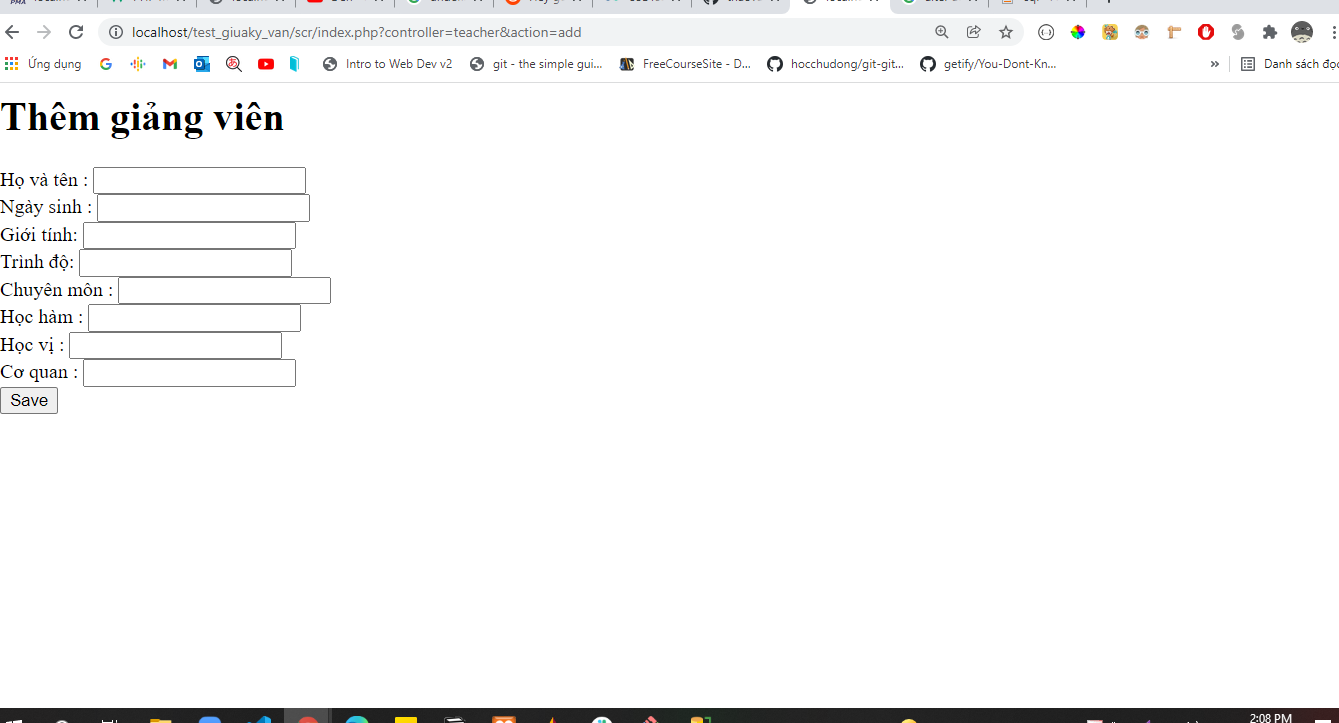 localhost/test_giuaky_van/scr/index.php?controller=teacher&action=add
Ứng dụng
Intro to Web Dev v2
git - the simple gui...
FreeCourseSite - D...
hocchudong/git-git...
getify/You-Dont-Kn...
»
Danh sách đọc
Thêm giảng viên
Họ và tên :
Ngày sinh :
Giới tính:
Trình độ:
Chuyên môn :
Học hàm :
Học vị :
Cơ quan :
Save
2:08 PM